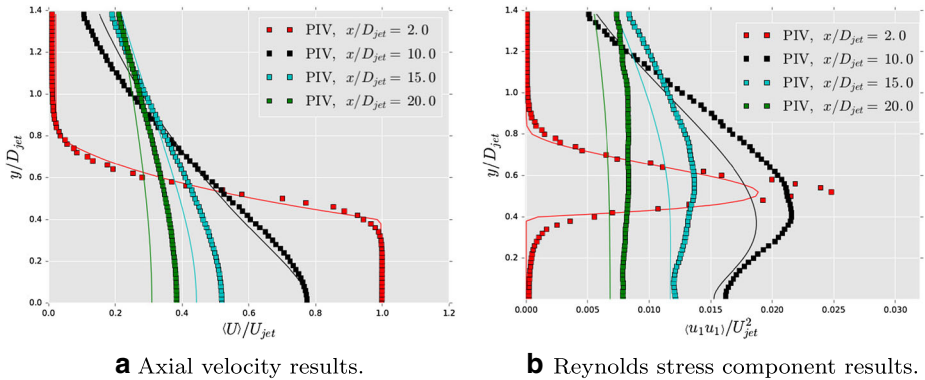 1.4
1.2
1.0
0.8
0.6
0.4
0.2
0.0
y/D_jet
PIV, x/D_jet = 2.0
PIV, x/D_jet = 10.0
PIV, x/D_jet = 15.0
PIV, x/D_jet = 20.0
0.0 0.2 0.4 0.6 0.8 1.0 1.2
⟨U⟩/U_jet
a Axial velocity results.
1.4
1.2
1.0
0.8
0.6
0.4
0.2
y/D_jet
PIV, x/D_jet = 2.0
PIV, x/D_jet = 10.0
PIV, x/D_jet = 15.0
PIV, x/D_jet = 20.0
0.000 0.005 0.010 0.015 0.020 0.025 0.030
⟨u₁u₁⟩/U²_jet
b Reynolds stress component results.